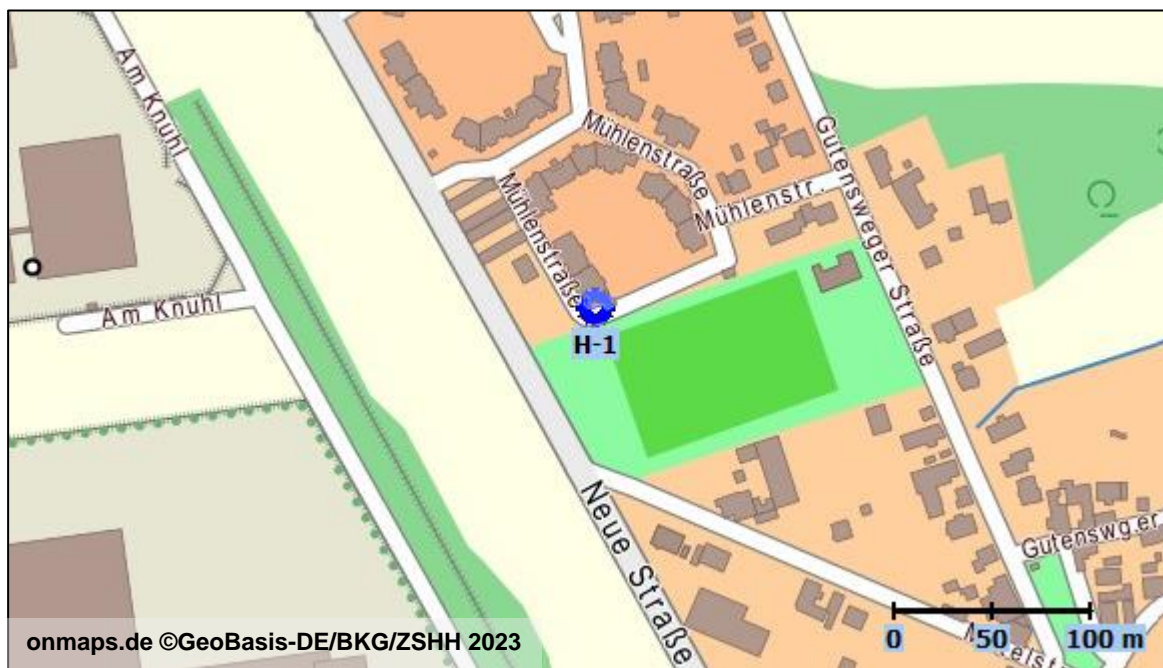 Am Knuhl
Mühlenstraße
Gutensweger Straße
Mühlenstraße
Mühlenstr.
Am Knuhl
H-1
Neue Straße
Gutenswg.er
0 50 100 m
onmaps.de ©GeoBasis-DE/BKG/ZSHH 2023